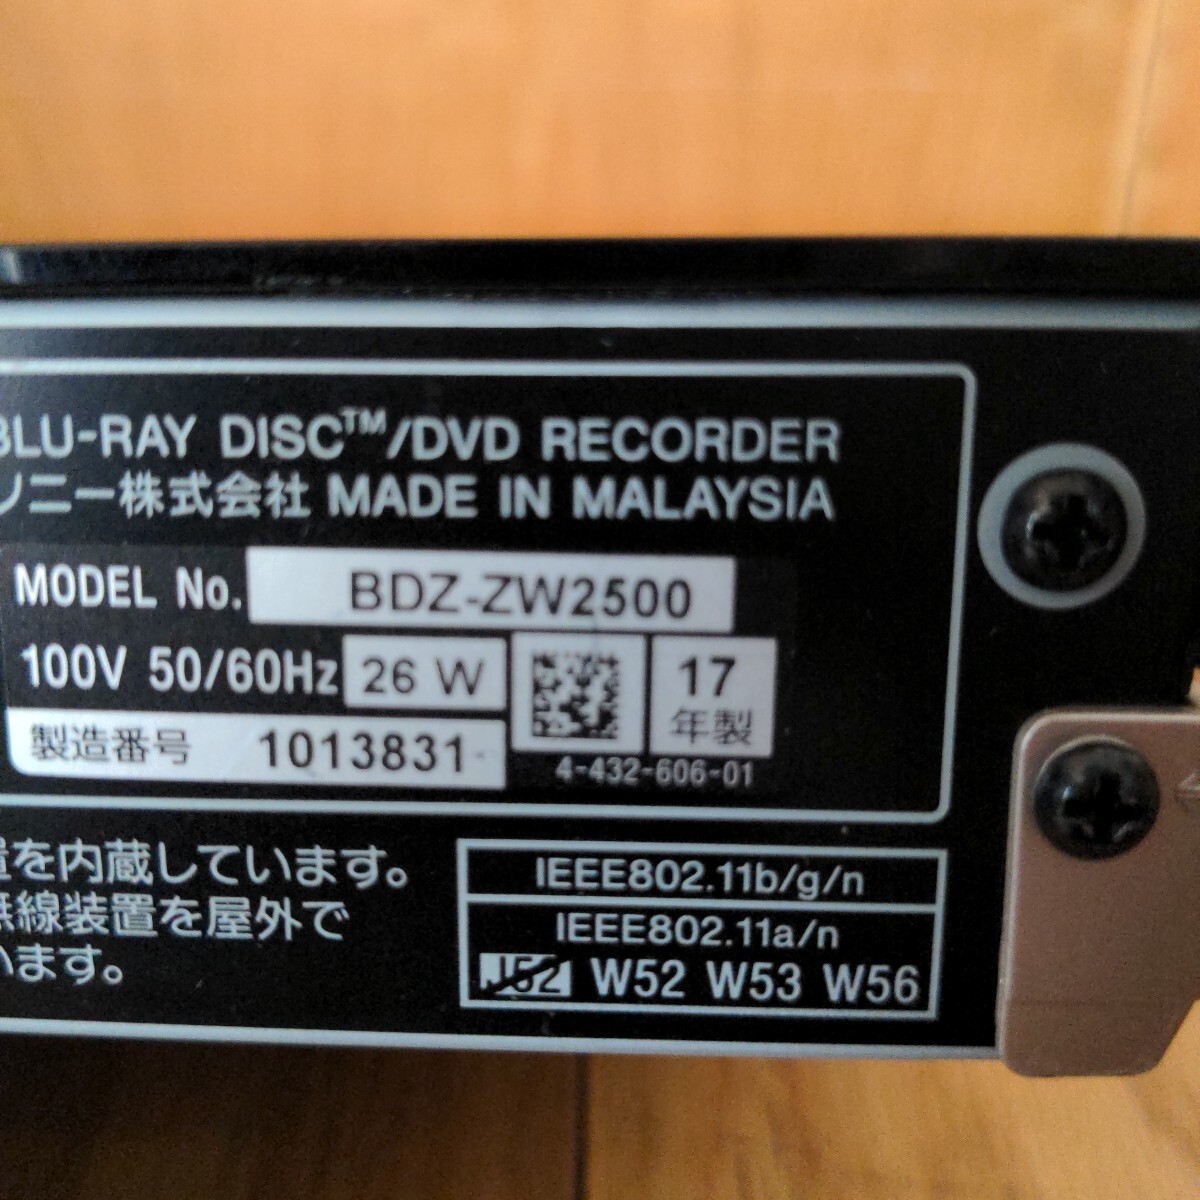 BLU-RAY DISC™/DVD RECORDER
ソニー株式会社 MADE IN MALAYSIA
MODEL No. BDZ-ZW2500
100V 50/60Hz 26 W
17
年製
製造番号 1013831
4-432-606-01
置を内蔵しています。
無線装置を屋外で
います。
IEEE802.11b/g/n
IEEE802.11a/n
J52 W52 W53 W56